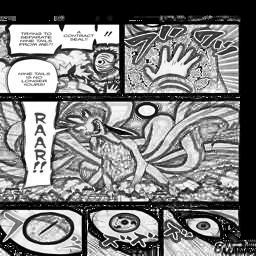 TRYING TO
SEPARATE
NINE TAILS
FROM ME?!
A
CONTRACT
SEAL!!
!!
NINE TAILS
IS NO
LONGER
YOURS!
RAAR!!